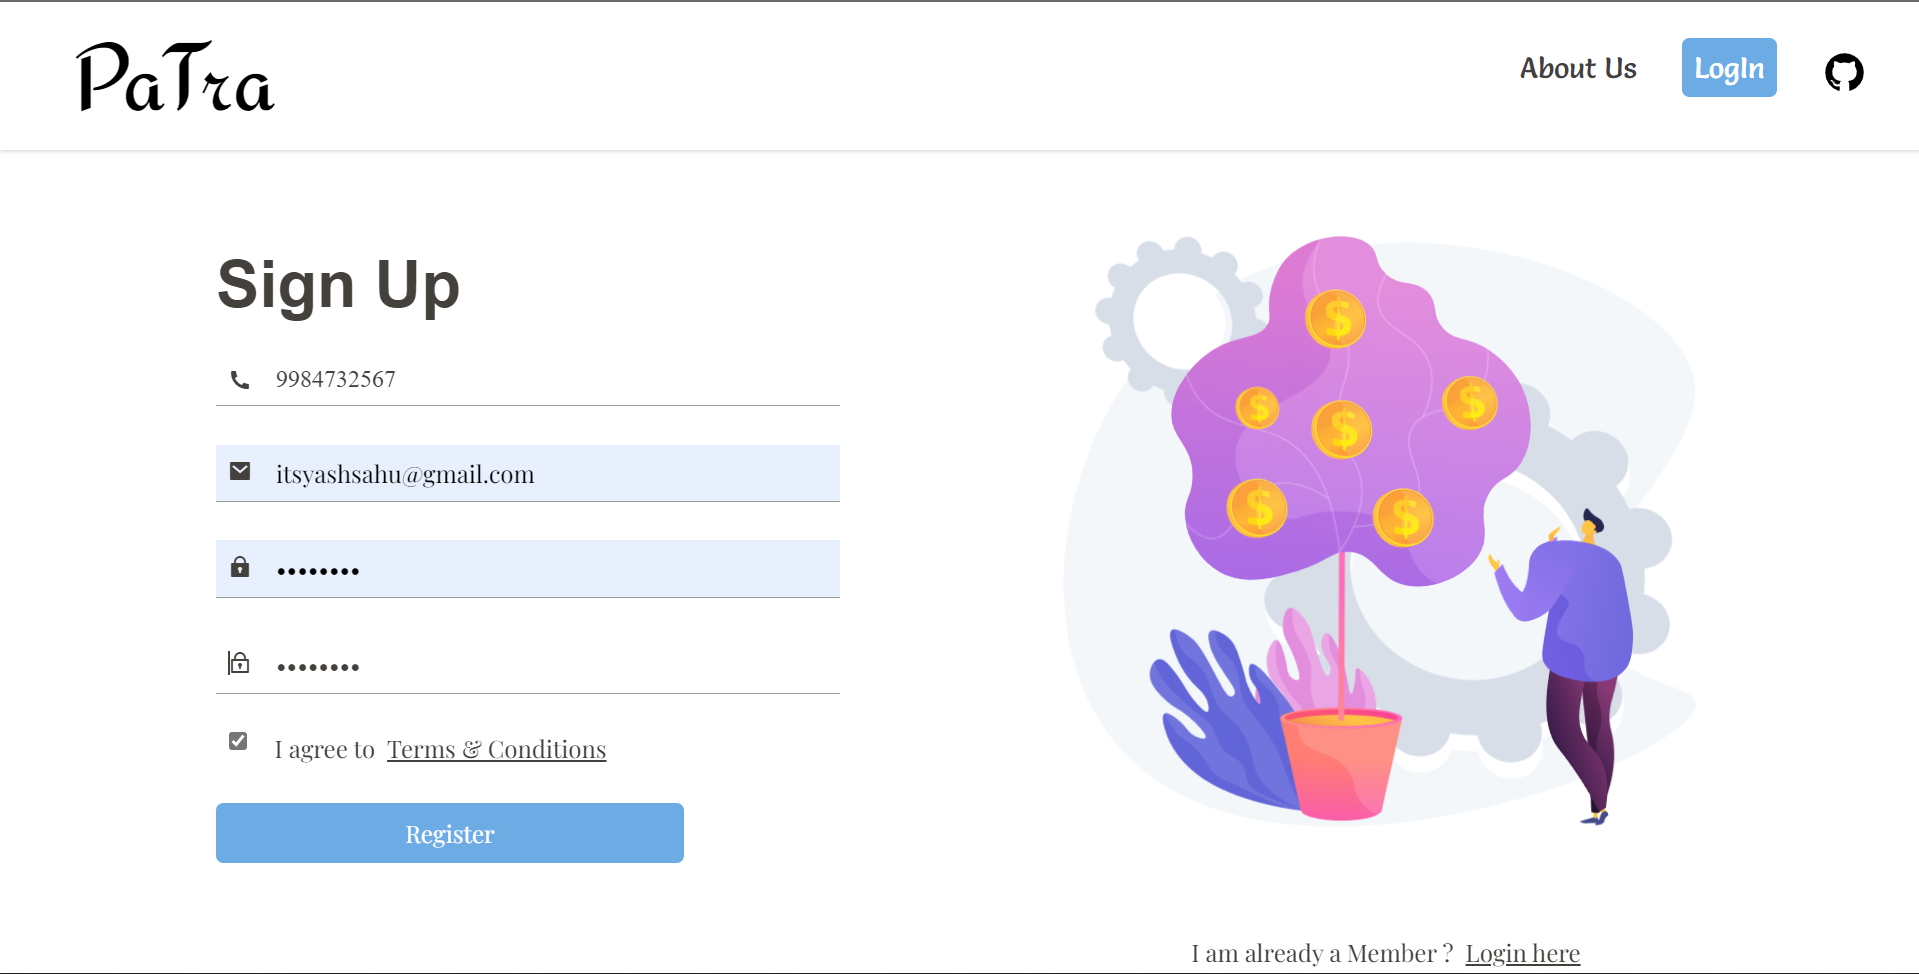 PaTra
About Us
LogIn
Sign Up
9984732567
itsyashsahu@gmail.com
••••••••
••••••••
I agree to Terms & Conditions
Register
$
$
$
$
$
$
I am already a Member ? Login here